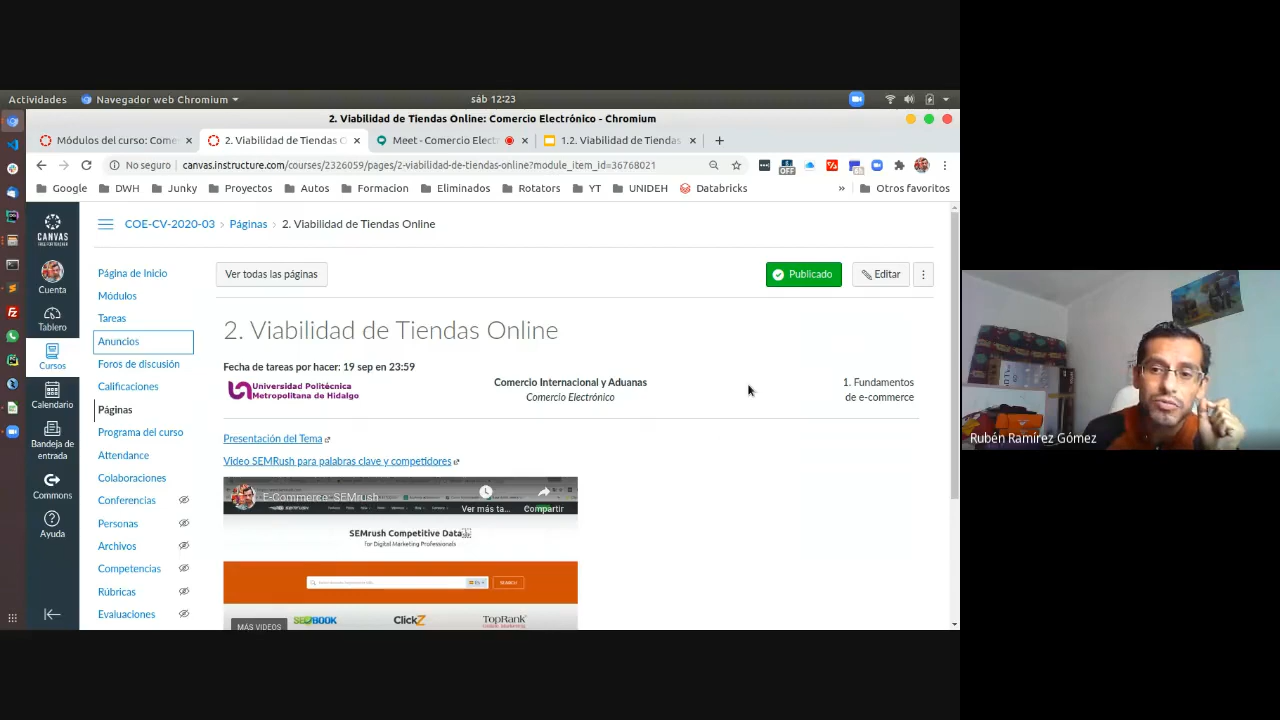 Actividades
Navegador web Chromium
sáb 12:23
2. Viabilidad de Tiendas Online: Comercio Electrónico - Chromium
Módulos del curso: Come
2. Viabilidad de Tiendas O
Meet - Comercio Elect
1.2. Viabilidad de Tiendas
No seguro
canvas.instructure.com/courses/2326059/pages/2-viabilidad-de-tiendas-online?module_item_id=36768021
OFF
Google
DWH
Junky
Proyectos
Autos
Formacion
Eliminados
Rotators
YT
UNIDEH
Databricks
»
Otros favoritos
CANVAS
Cuenta
Tablero
Cursos
Calendario
Bandeja de entrada
Commons
Ayuda
COE-CV-2020-03 > Páginas > 2. Viabilidad de Tiendas Online
Página de Inicio
Módulos
Tareas
Anuncios
Foros de discusión
Calificaciones
Páginas
Programa del curso
Attendance
Colaboraciones
Conferencias
Personas
Archivos
Competencias
Rúbricas
Evaluaciones
Ver todas las páginas
Publicado
Editar
2. Viabilidad de Tiendas Online
Fecha de tareas por hacer: 19 sep en 23:59
Universidad Politécnica
Metropolitana de Hidalgo
Comercio Internacional y Aduanas
Comercio Electrónico
1. Fundamentos
de e-commerce
Presentación del Tema
Video SEMRush para palabras clave y competidores
E-Commerce: SEMrush
Ver más ta...
Compartir
SEMrush Competitive Data
for Digital Marketing Professionals
SEARCH
MÁS VIDEOS
SEOBOOK
ClickZ
TopRank
Rubén Ramírez Gómez